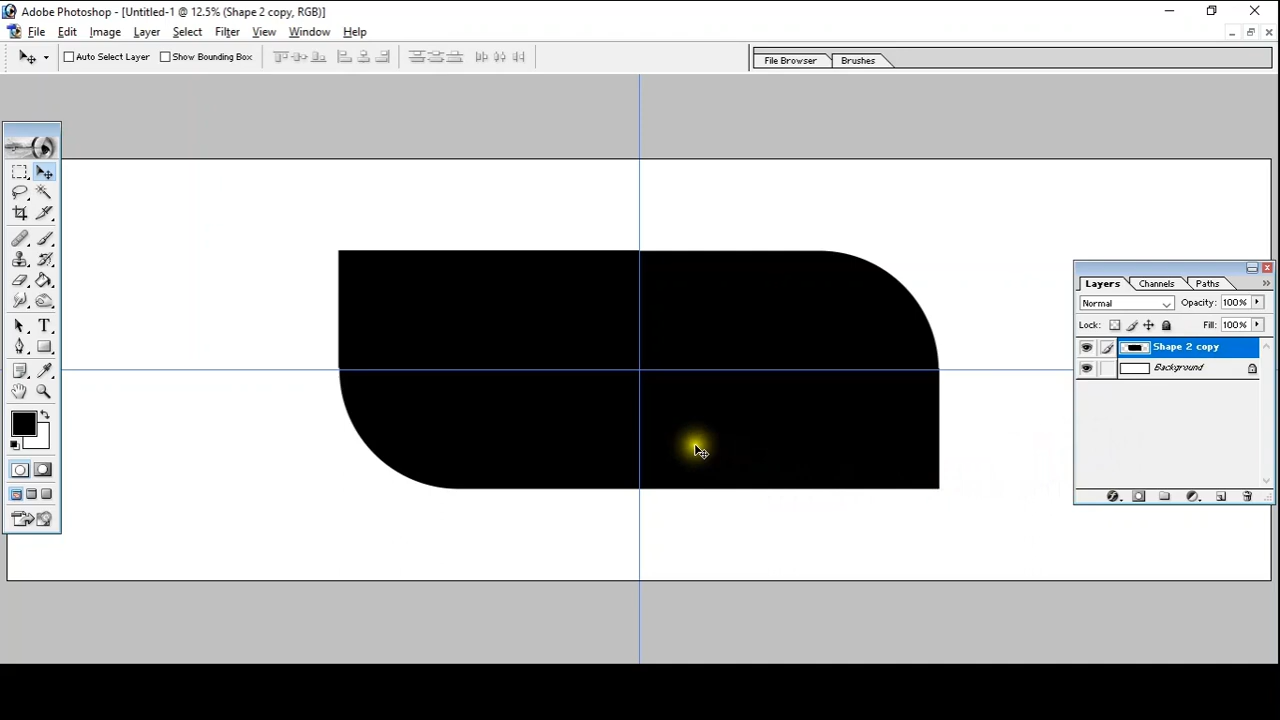 Adobe Photoshop - [Untitled-1 @ 12.5% (Shape 2 copy, RGB)]
File Edit Image Layer Select Filter View Window Help
Auto Select Layer Show Bounding Box File Browser Brushes
Layers Channels Paths
Normal Opacity: 100%
Lock: Fill: 100%
Shape 2 copy
Background
T